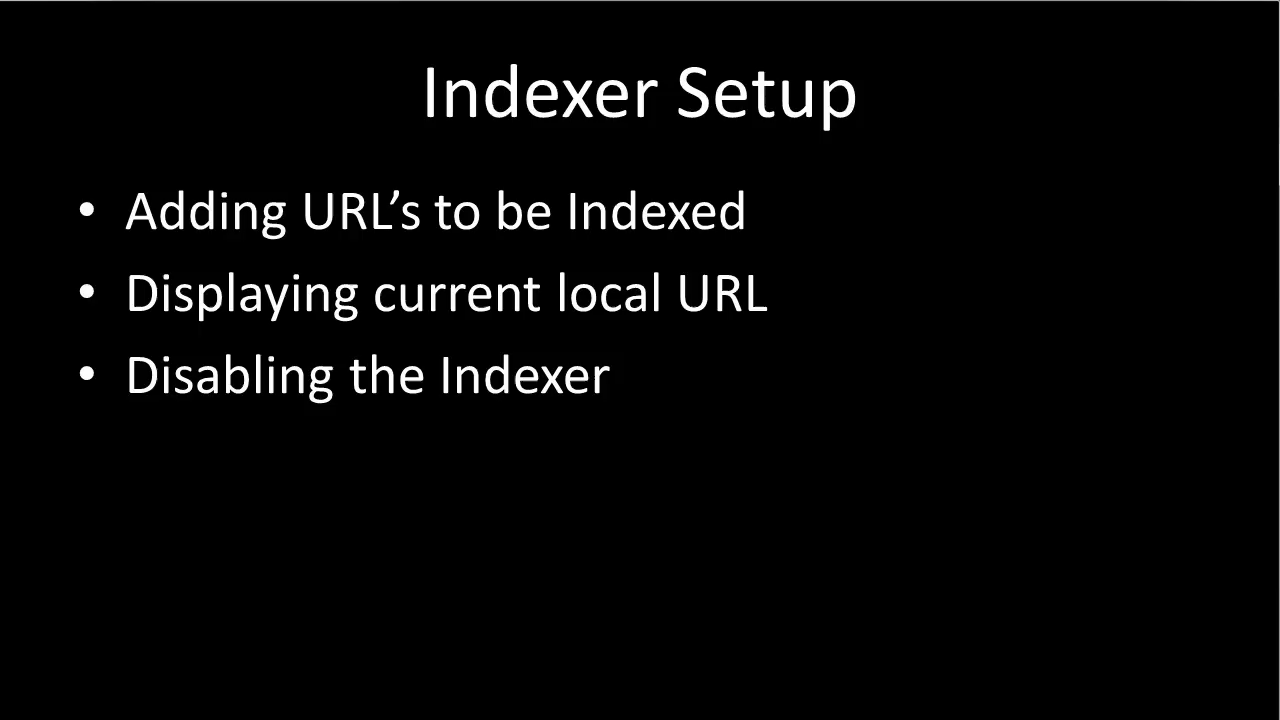 Indexer Setup
• Adding URL’s to be Indexed
• Displaying current local URL
• Disabling the Indexer